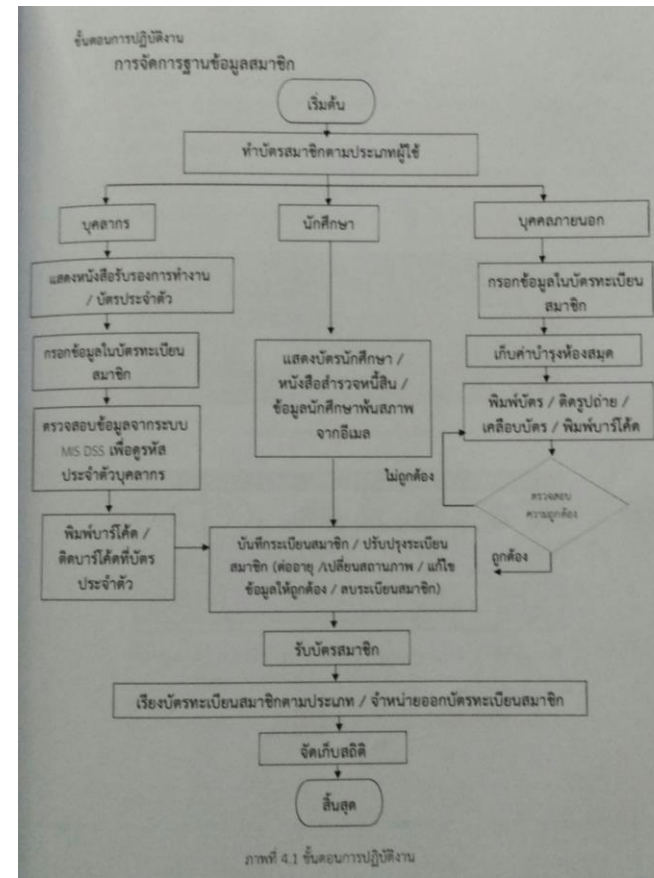 ขั้นตอนการปฏิบัติงาน
การจัดการฐานข้อมูลสมาชิก
เริ่มต้น
ทำบัตรสมาชิกตามประเภทผู้ใช้
บุคลากร
แสดงหนังสือรับรองการทำงาน
/ บัตรประจำตัว
กรอกข้อมูลในบัตรทะเบียน
สมาชิก
ตรวจสอบข้อมูลจากระบบ
MIS DSS เพื่อดูรหัส
ประจำตัวบุคลากร
พิมพ์บาร์โค้ด /
ติดบาร์โค้ดที่บัตร
ประจำตัว
นักศึกษา
แสดงบัตรนักศึกษา /
หนังสือสำรวจหนี้สิน /
ข้อมูลนักศึกษาพ้นสภาพ
จากอีเมล
บุคคลภายนอก
กรอกข้อมูลในบัตรทะเบียน
สมาชิก
เก็บค่าบำรุงห้องสมุด
พิมพ์บัตร / ติดรูปถ่าย /
เคลือบบัตร / พิมพ์บาร์โค้ด
ไม่ถูกต้อง
ตรวจสอบ
ความถูกต้อง
ถูกต้อง
บันทึกระเบียนสมาชิก / ปรับปรุงระเบียน
สมาชิก (ต่ออายุ /เปลี่ยนสถานภาพ / แก้ไข
ข้อมูลให้ถูกต้อง / ลบระเบียนสมาชิก)
รับบัตรสมาชิก
เรียงบัตรทะเบียนสมาชิกตามประเภท / จำหน่ายออกบัตรทะเบียนสมาชิก
จัดเก็บสถิติ
สิ้นสุด
ภาพที่ 4.1 ขั้นตอนการปฏิบัติงาน